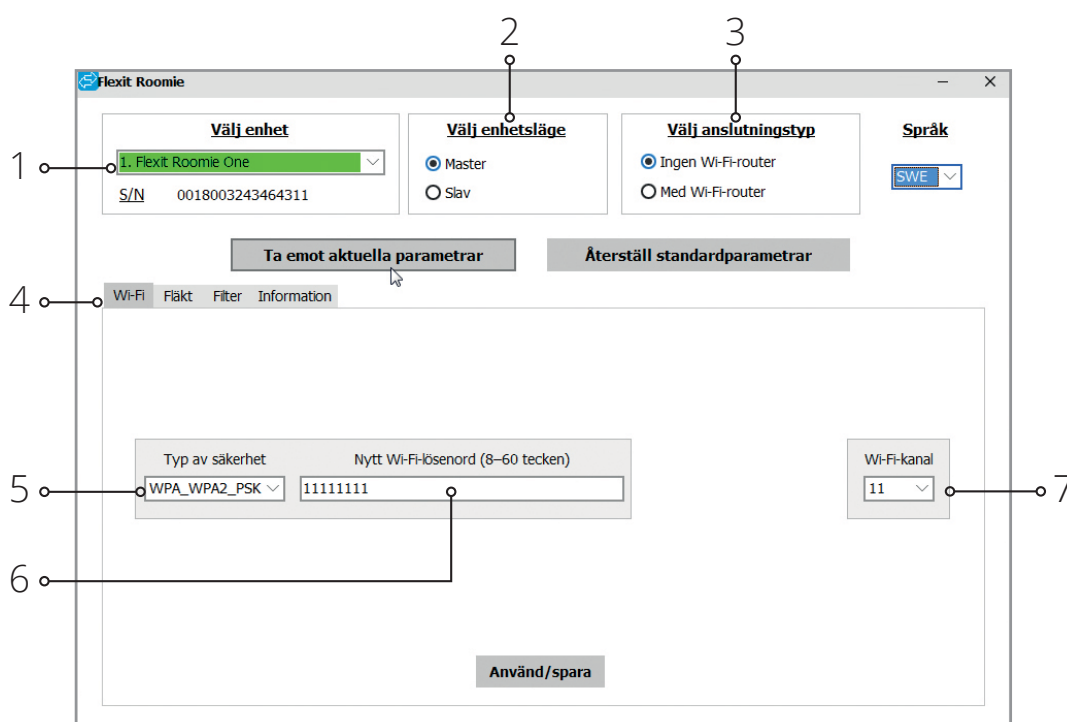 2
3
Flexit Roomie
Välj enhet
Välj enhetsläge
Välj anslutningstyp
Språk
1
1. Flexit Roomie One
Master
Ingen Wi-Fi-router
SWE
S/N 0018003243464311
Slav
Med Wi-Fi-router
Ta emot aktuella parametrar
Återställ standardparametrar
4
Wi-Fi Fläkt Filter Information
Typ av säkerhet
Nytt Wi-Fi-lösenord (8–60 tecken)
Wi-Fi-kanal
5
WPA_WPA2_PSK
11111111
11
7
6
Använd/spara